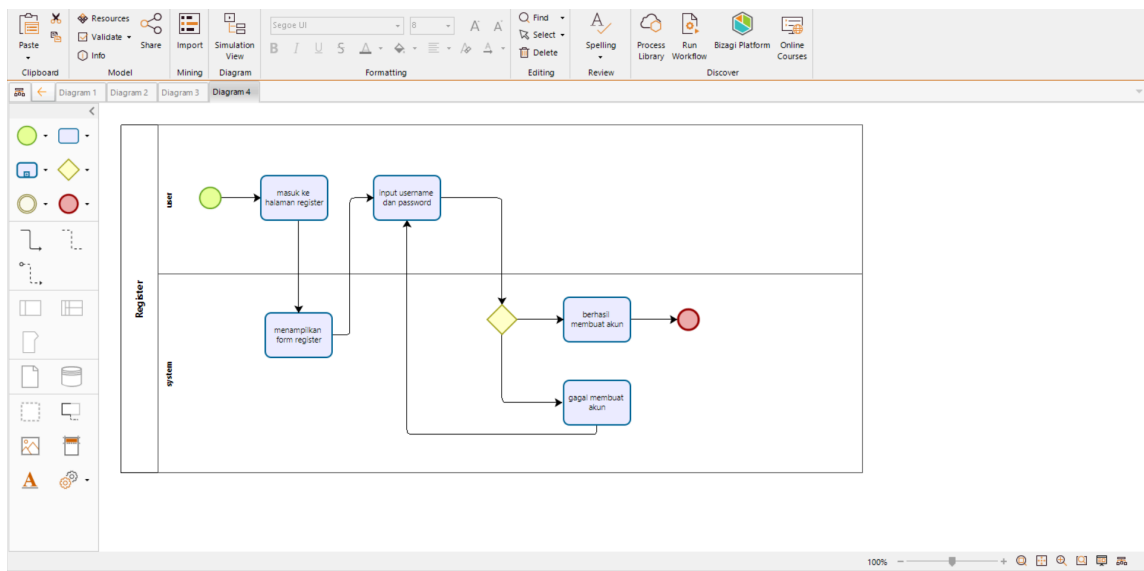 Paste
Resources
Validate
Info
Share
Import
Simulation
View
Segoe UI
8
B I U S A
A A
Find
Select
Delete
Spelling
Process
Library
Run
Workflow
Bizagi Platform
Online
Courses
Clipboard
Model
Mining
Diagram
Formatting
Editing
Review
Discover
Diagram 1
Diagram 2
Diagram 3
Diagram 4
Register
user
masuk ke
halaman register
input username
dan password
system
menampilkan
form register
berhasil
membuat akun
gagal membuat
akun
A
100%